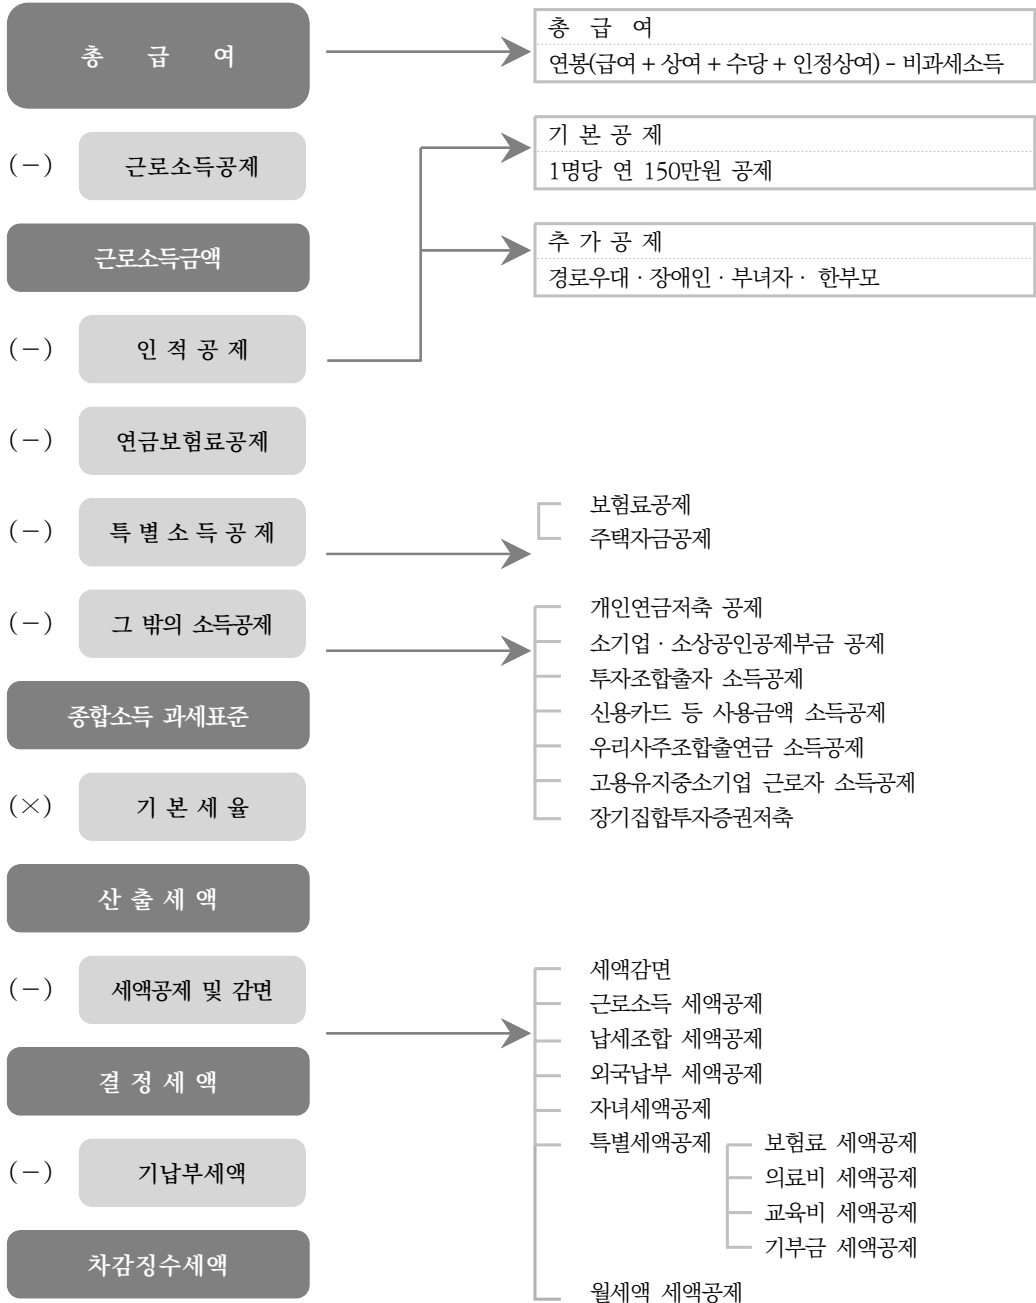 총 급 여
총 급 여
연봉(급여 + 상여 + 수당 + 인정상여) - 비과세소득
(-) 근로소득공제
기 본 공 제
1명당 연 150만원 공제
근로소득금액
추 가 공 제
경로우대 · 장애인 · 부녀자 · 한부모
(-) 인 적 공 제
(-) 연금보험료공제
(-) 특 별 소 득 공 제
보험료공제
주택자금공제
(-) 그 밖의 소득공제
개인연금저축 공제
소기업 · 소상공인공제부금 공제
투자조합출자 소득공제
신용카드 등 사용금액 소득공제
우리사주조합출연금 소득공제
고용유지중소기업 근로자 소득공제
장기집합투자증권저축
종합소득 과세표준
(×) 기 본 세 율
산 출 세 액
(-) 세액공제 및 감면
세액감면
근로소득 세액공제
납세조합 세액공제
외국납부 세액공제
자녀세액공제
특별세액공제
보험료 세액공제
의료비 세액공제
교육비 세액공제
기부금 세액공제
월세액 세액공제
결 정 세 액
(-) 기납부세액
차감징수세액